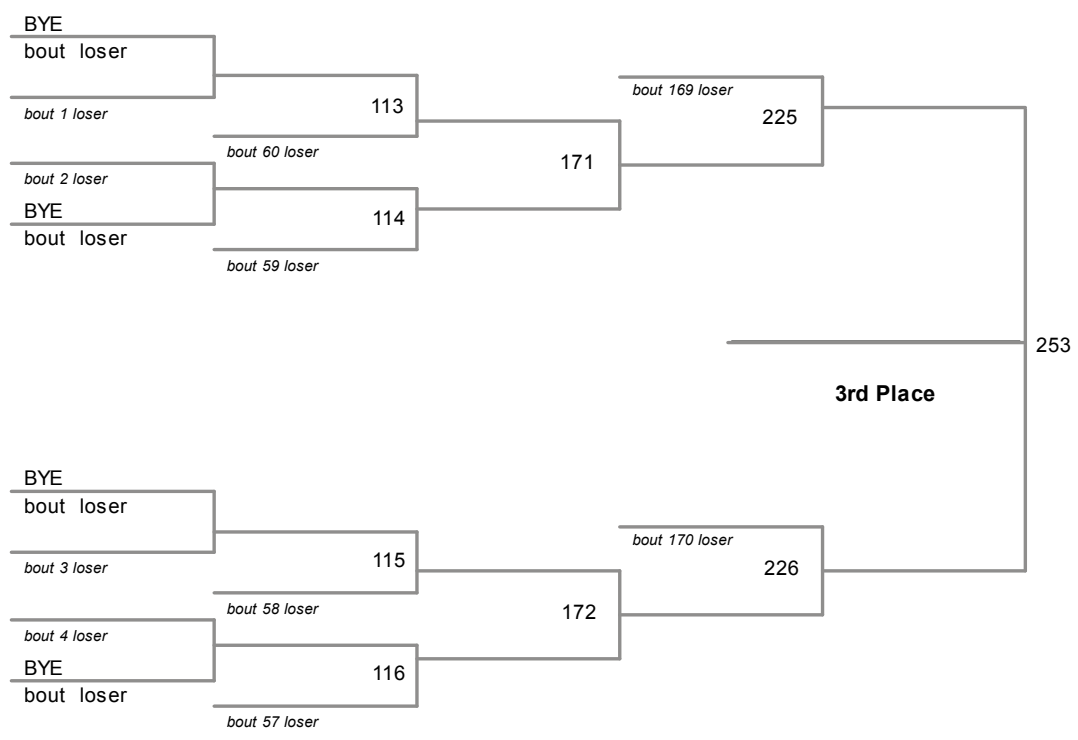 BYE
bout loser
bout 1 loser
113
bout 60 loser
bout 2 loser
BYE
bout loser
114
bout 59 loser
171
bout 169 loser
225
253
3rd Place
BYE
bout loser
bout 3 loser
115
bout 58 loser
bout 4 loser
BYE
bout loser
116
bout 57 loser
172
bout 170 loser
226